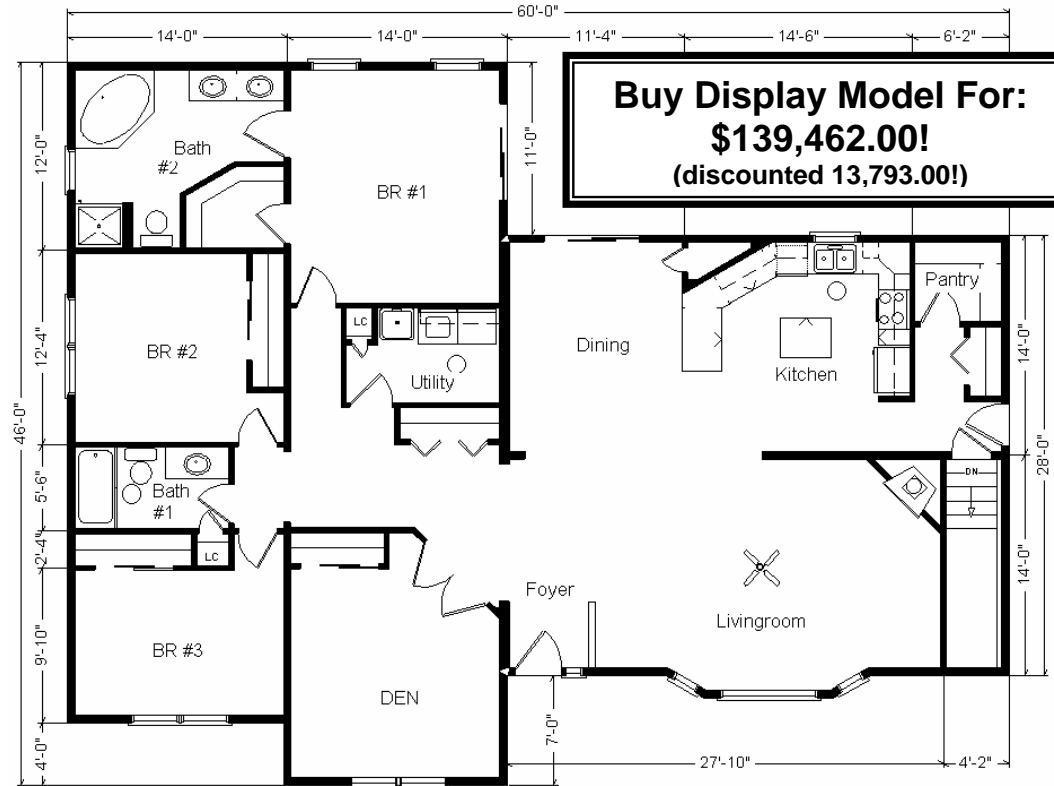 60'-0"
14'-0" 14'-0" 11'-4" 14'-6" 6'-2"
Buy Display Model For:
$139,462.00!
(discounted 13,793.00!)
12'-0"
11'-0"
Bath
#2
BR #1
Pantry
LC
Dining
12'-4"
BR #2
14'-0"
Kitchen
Utility
46'-0"
28'-0"
5'-6"
Bath
#1
DN
2'-4"
LC
14'-0"
Foyer
Livingroom
9'-10"
BR #3
DEN
7'-0"
4'-0"
27'-10" 4'-2"